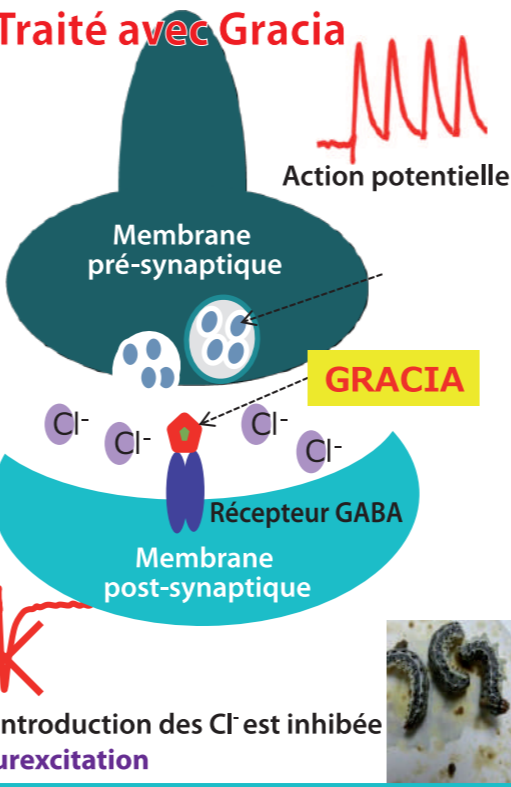 Traité avec Gracia
Action potentielle
Membrane
pré-synaptique
GRACIA
Cl-
Cl-
Cl-
Cl-
Récepteur GABA
Membrane
post-synaptique
ntroduction des Cl- est inhibée
urexcitation